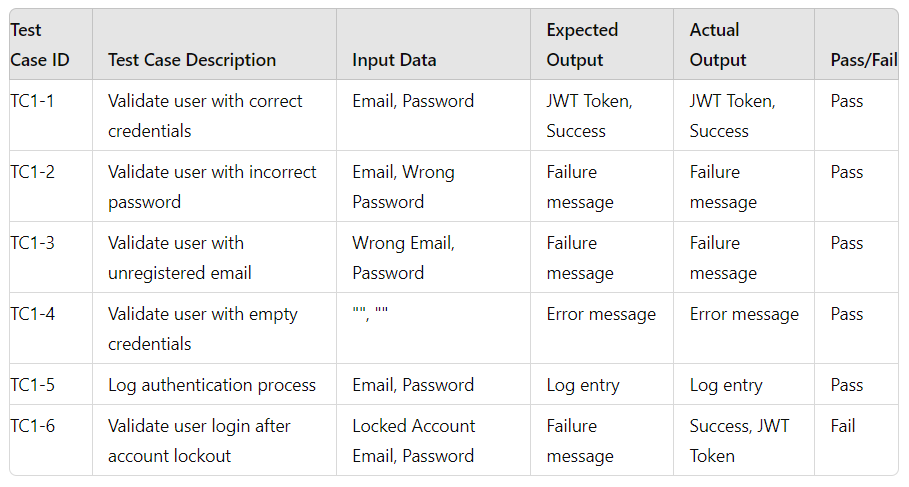 Test Case ID | Test Case Description | Input Data | Expected Output | Actual Output | Pass/Fail
TC1-1 | Validate user with correct credentials | Email, Password | JWT Token, Success | JWT Token, Success | Pass
TC1-2 | Validate user with incorrect password | Email, Wrong Password | Failure message | Failure message | Pass
TC1-3 | Validate user with unregistered email | Wrong Email, Password | Failure message | Failure message | Pass
TC1-4 | Validate user with empty credentials | "", "" | Error message | Error message | Pass
TC1-5 | Log authentication process | Email, Password | Log entry | Log entry | Pass
TC1-6 | Validate user login after account lockout | Locked Account Email, Password | Failure message | Success, JWT Token | Fail